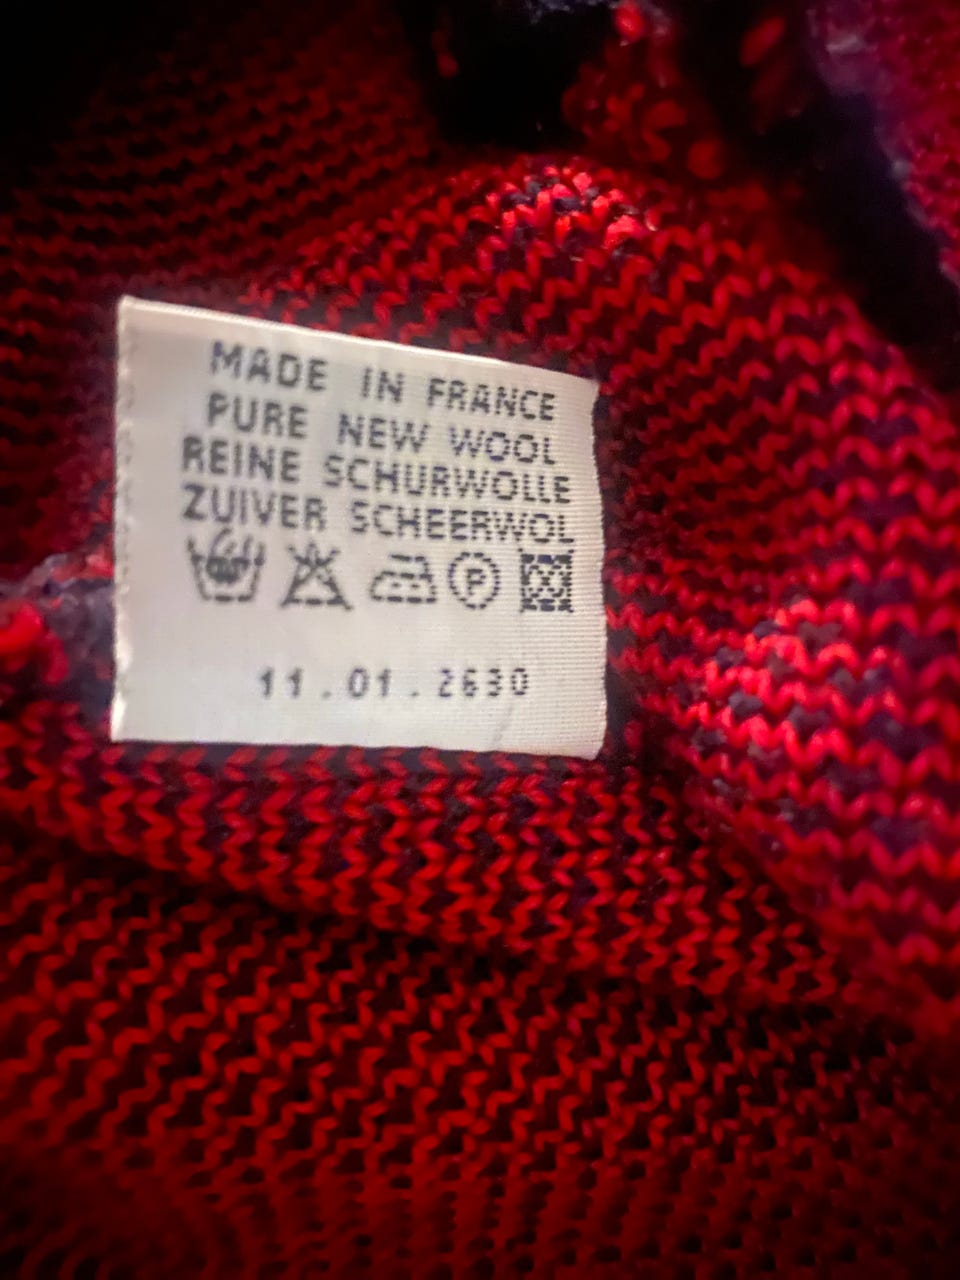 MADE IN FRANCE
PURE NEW WOOL
REINE SCHURWOLLE
ZUIVER SCHEERWOL
P
11.01.2630